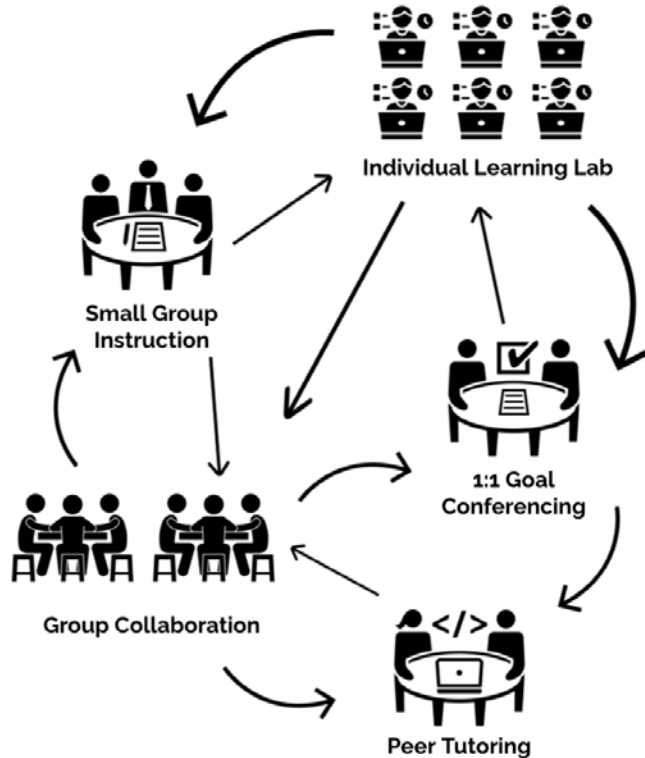 Individual Learning Lab
Small Group
Instruction
1:1 Goal
Conferencing
Group Collaboration
</>
Peer Tutoring